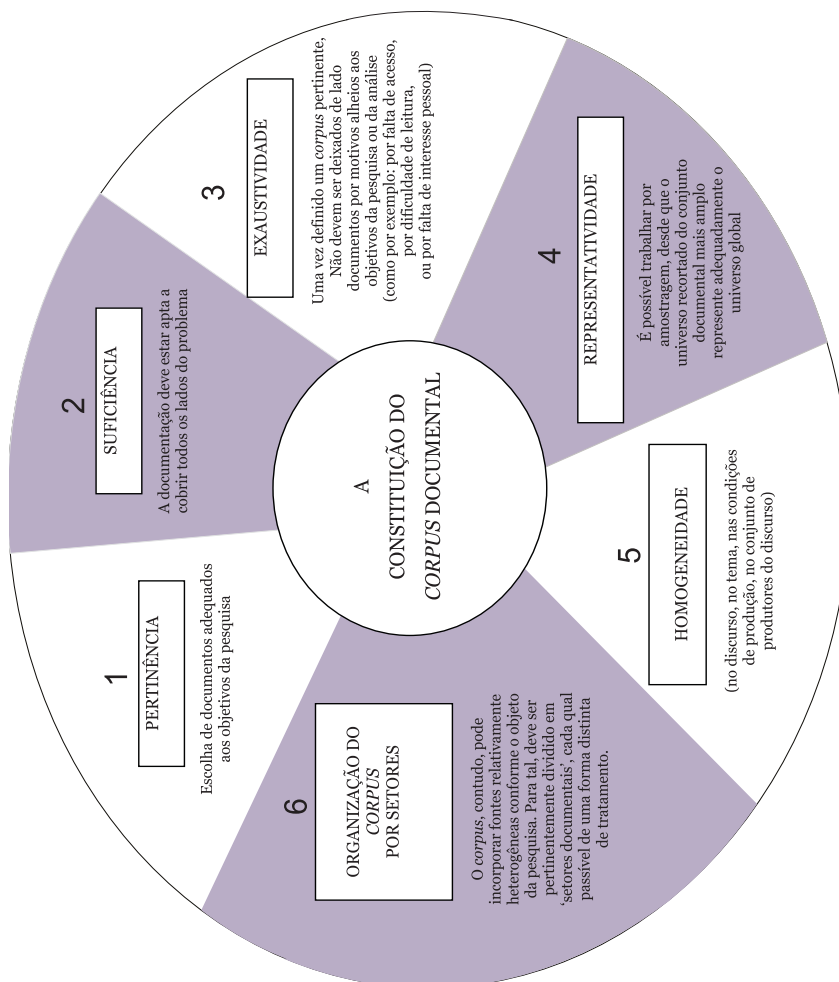 A
CONSTITUIÇÃO DO
CORPUS DOCUMENTAL
1
PERTINÊNCIA
Escolha de documentos adequados
aos objetivos da pesquisa
2
SUFICIÊNCIA
A documentação deve estar apta a
cobrir todos os lados do problema
3
EXAUSTIVIDADE
Uma vez definido um corpus pertinente,
Não devem ser deixados de lado
documentos por motivos alheios aos
objetivos da pesquisa ou da análise
(como por exemplo: por falta de acesso,
por dificuldade de leitura,
ou por falta de interesse pessoal)
4
REPRESENTATIVIDADE
É possível trabalhar por
amostragem, desde que o
universo recortado do conjunto
documental mais amplo
represente adequadamente o
universo global
5
HOMOGENEIDADE
(no discurso, no tema, nas condições
de produção, no conjunto de
produtores do discurso)
6
ORGANIZAÇÃO DO
CORPUS
POR SETORES
O corpus, contudo, pode
incorporar fontes relativamente
heterogêneas conforme o objeto
da pesquisa. Para tal, deve ser
pertinentemente dividido em
‘setores documentais’, cada qual
passível de uma forma distinta
de tratamento.